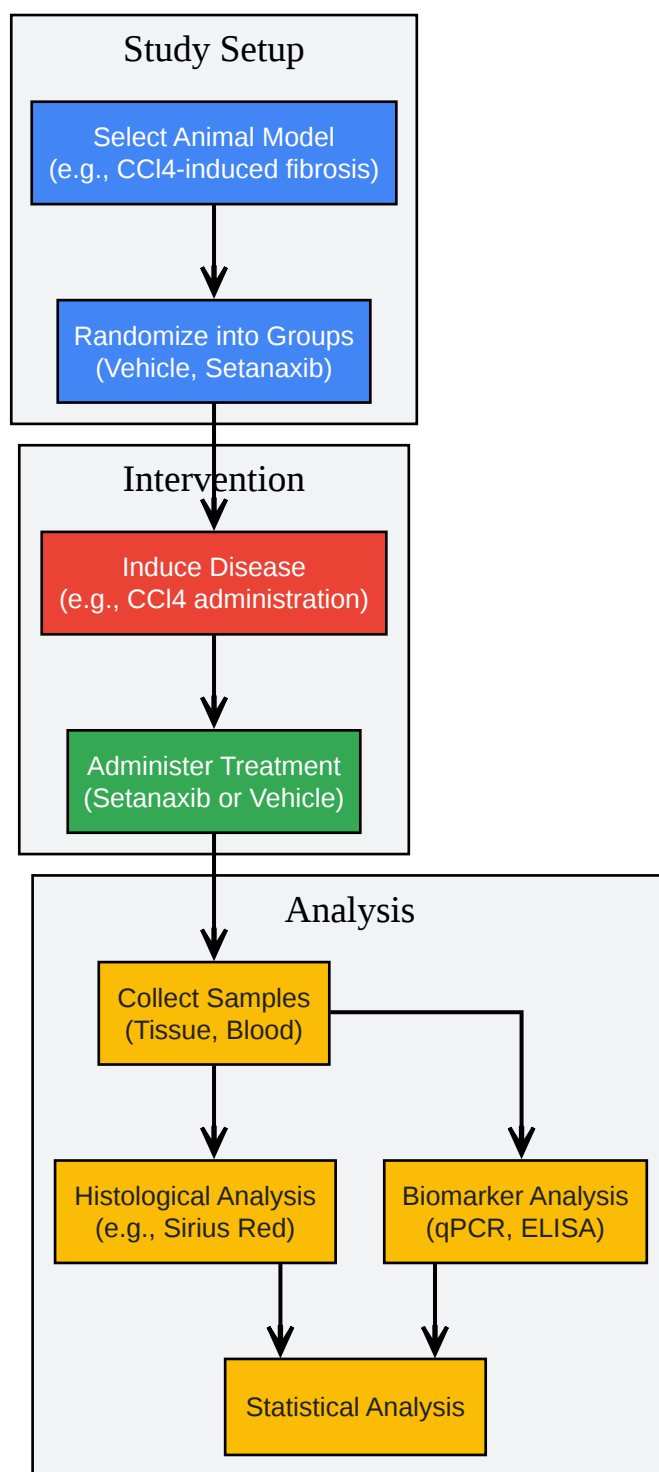 Study Setup
Select Animal Model
(e.g., CCl4-induced fibrosis)
Randomize into Groups
(Vehicle, Setanaxib)
Intervention
Induce Disease
(e.g., CCl4 administration)
Administer Treatment
(Setanaxib or Vehicle)
Analysis
Collect Samples
(Tissue, Blood)
Histological Analysis
(e.g., Sirius Red)
Biomarker Analysis
(qPCR, ELISA)
Statistical Analysis